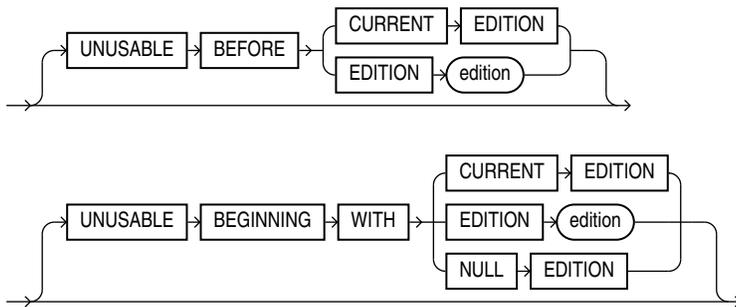 CURRENT EDITION
UNUSABLE BEFORE
EDITION edition
CURRENT EDITION
UNUSABLE BEGINNING WITH EDITION edition
NULL EDITION